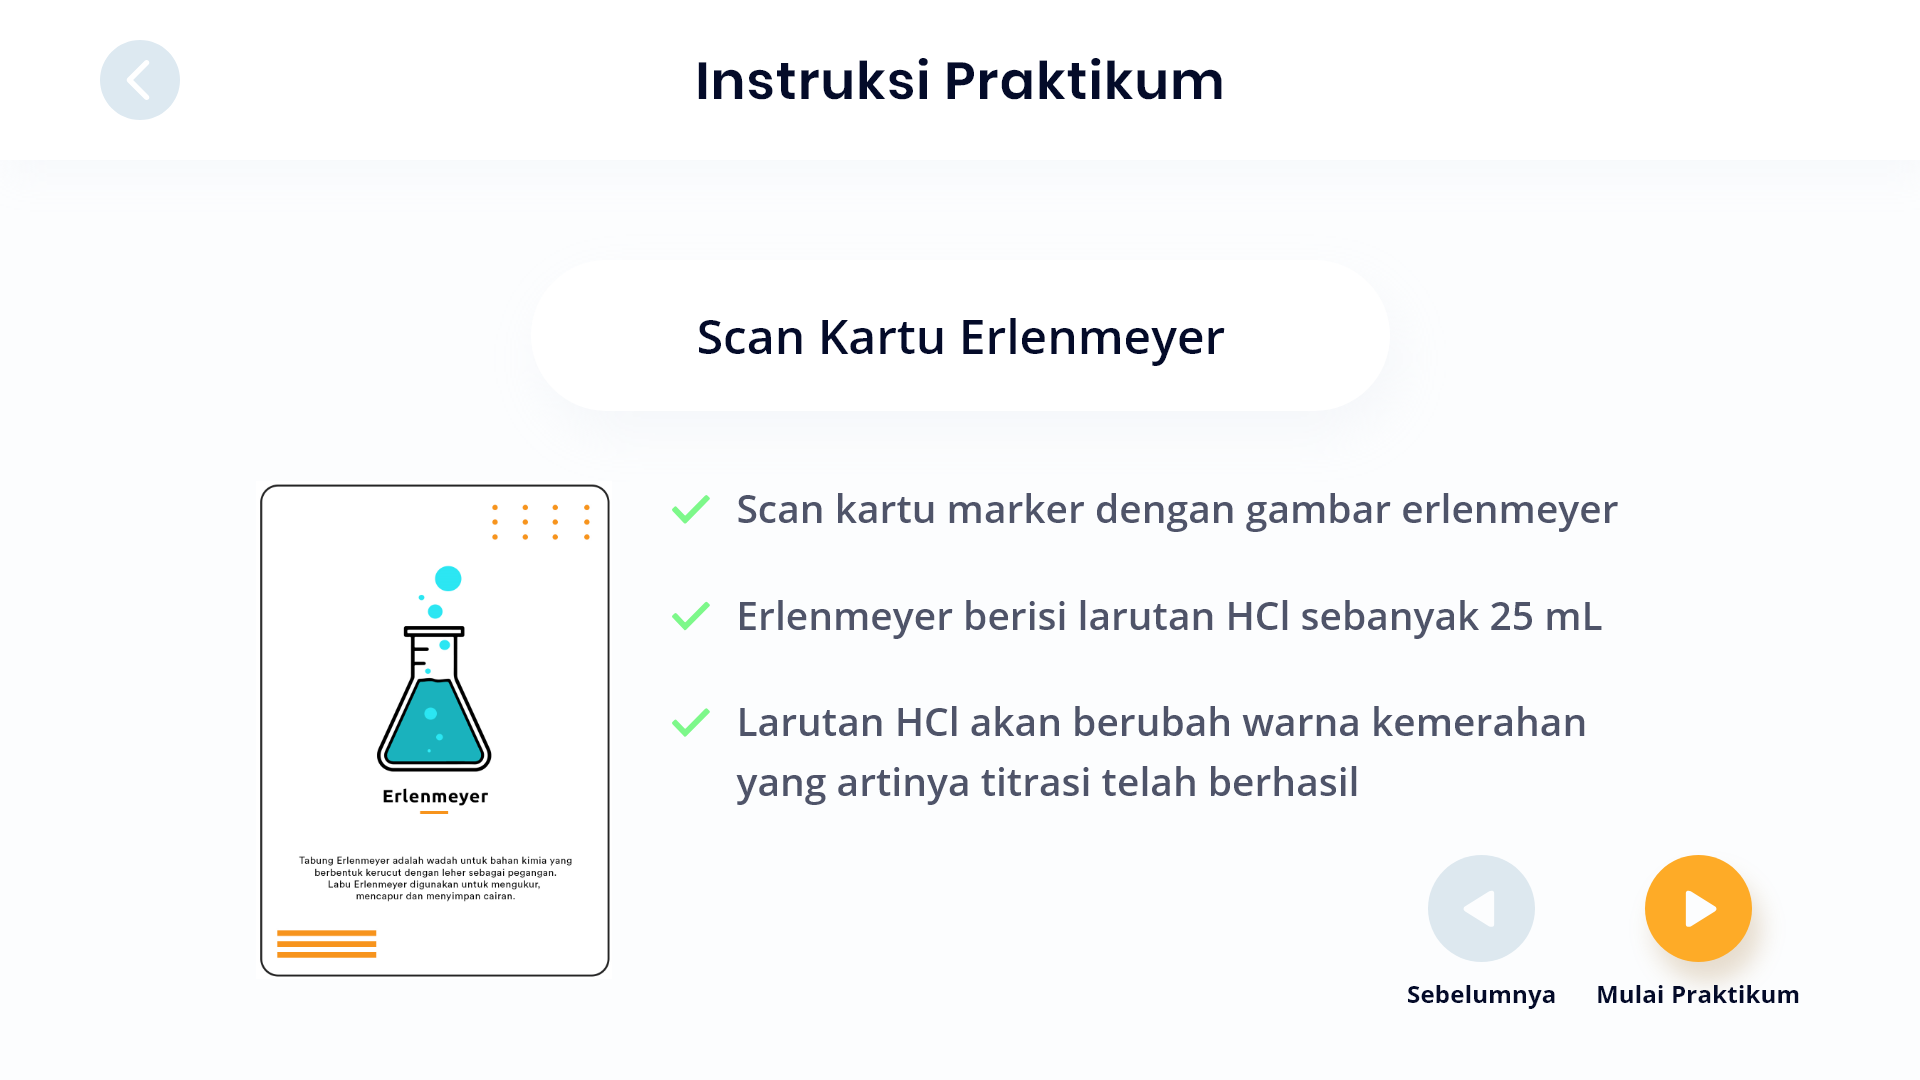 Instruksi Praktikum
Scan Kartu Erlenmeyer
Scan kartu marker dengan gambar erlenmeyer
Erlenmeyer berisi larutan HCl sebanyak 25 mL
Larutan HCl akan berubah warna kemerahan
yang artinya titrasi telah berhasil
Erlenmeyer
Tabung Erlenmeyer adalah wadah untuk bahan kimia yang
berbentuk kerucut dengan leher sebagai pegangan.
Labu Erlenmeyer digunakan untuk mengukur,
mencapur dan menyimpan cairan.
Sebelumnya
Mulai Praktikum